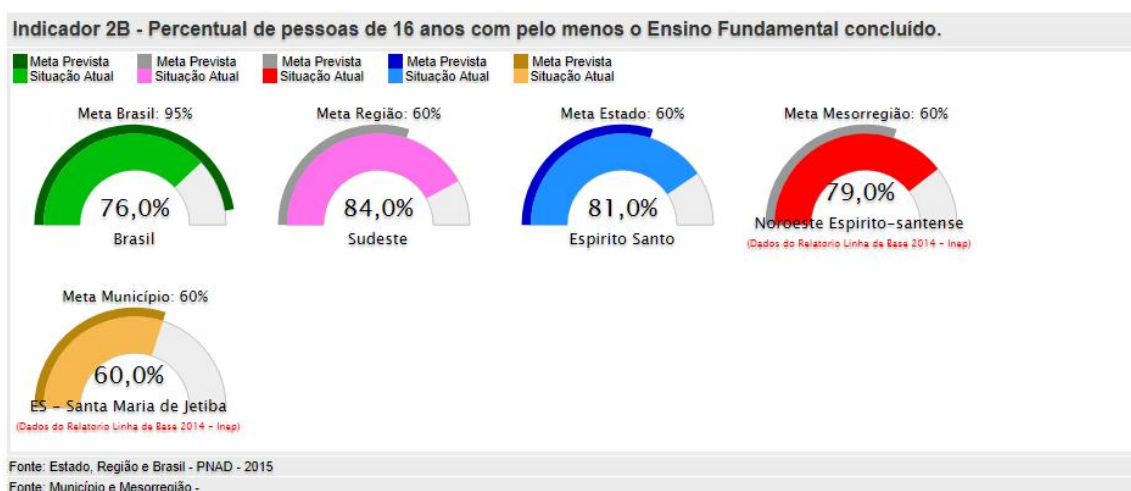 Indicador 2B - Percentual de pessoas de 16 anos com pelo menos o Ensino Fundamental concluído.
Meta Prevista Meta Prevista Meta Prevista Meta Prevista Meta Prevista
Situação Atual Situação Atual Situação Atual Situação Atual Situação Atual
Meta Brasil: 95%
76,0%
Brasil
Meta Região: 60%
84,0%
Sudeste
Meta Estado: 60%
81,0%
Espirito Santo
Meta Mesorregião: 60%
79,0%
Noroeste Espirito-santense
(Dados do Relatorio Linha de Base 2014 - Inep)
Meta Município: 60%
60,0%
ES - Santa Maria de Jetiba
(Dados do Relatorio Linha de Base 2014 - Inep)
Fonte: Estado, Região e Brasil - PNAD - 2015
Fonte: Município e Mesorregião -